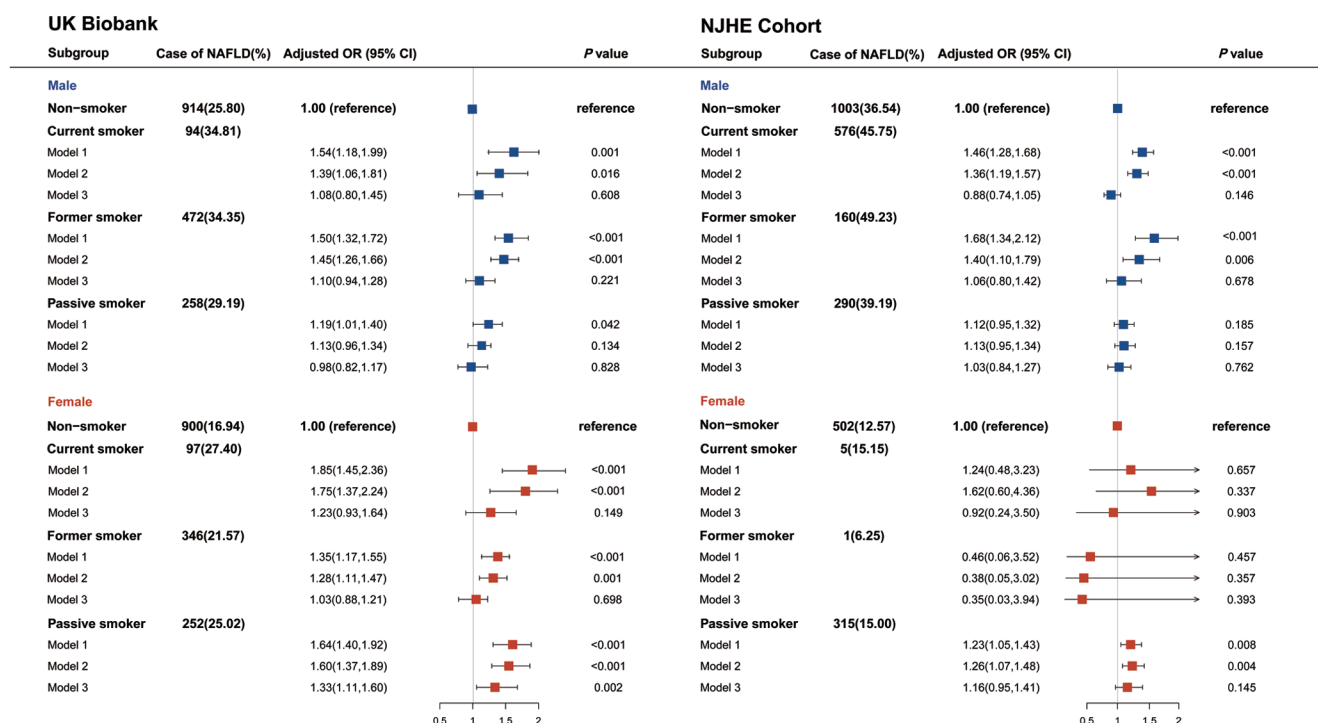 UK Biobank
Subgroup Case of NAFLD(%) Adjusted OR (95% CI) P value
Male
Non−smoker 914(25.80) 1.00 (reference) reference
Current smoker 94(34.81)
Model 1 1.54(1.18,1.99) 0.001
Model 2 1.39(1.06,1.81) 0.016
Model 3 1.08(0.80,1.45) 0.608
Former smoker 472(34.35)
Model 1 1.50(1.32,1.72) <0.001
Model 2 1.45(1.26,1.66) <0.001
Model 3 1.10(0.94,1.28) 0.221
Passive smoker 258(29.19)
Model 1 1.19(1.01,1.40) 0.042
Model 2 1.13(0.96,1.34) 0.134
Model 3 0.98(0.82,1.17) 0.828
Female
Non−smoker 900(16.94) 1.00 (reference) reference
Current smoker 97(27.40)
Model 1 1.85(1.45,2.36) <0.001
Model 2 1.75(1.37,2.24) <0.001
Model 3 1.23(0.93,1.64) 0.149
Former smoker 346(21.57)
Model 1 1.35(1.17,1.55) <0.001
Model 2 1.28(1.11,1.47) 0.001
Model 3 1.03(0.88,1.21) 0.698
Passive smoker 252(25.02)
Model 1 1.64(1.40,1.92) <0.001
Model 2 1.60(1.37,1.89) <0.001
Model 3 1.33(1.11,1.60) 0.002
0.5 1 1.5 2
NJHE Cohort
Subgroup Case of NAFLD(%) Adjusted OR (95% CI) P value
Male
Non−smoker 1003(36.54) 1.00 (reference) reference
Current smoker 576(45.75)
Model 1 1.46(1.28,1.68) <0.001
Model 2 1.36(1.19,1.57) <0.001
Model 3 0.88(0.74,1.05) 0.146
Former smoker 160(49.23)
Model 1 1.68(1.34,2.12) <0.001
Model 2 1.40(1.10,1.79) 0.006
Model 3 1.06(0.80,1.42) 0.678
Passive smoker 290(39.19)
Model 1 1.12(0.95,1.32) 0.185
Model 2 1.13(0.95,1.34) 0.157
Model 3 1.03(0.84,1.27) 0.762
Female
Non−smoker 502(12.57) 1.00 (reference) reference
Current smoker 5(15.15)
Model 1 1.24(0.48,3.23) 0.657
Model 2 1.62(0.60,4.36) 0.337
Model 3 0.92(0.24,3.50) 0.903
Former smoker 1(6.25)
Model 1 0.46(0.06,3.52) 0.457
Model 2 0.38(0.05,3.02) 0.357
Model 3 0.35(0.03,3.94) 0.393
Passive smoker 315(15.00)
Model 1 1.23(1.05,1.43) 0.008
Model 2 1.26(1.07,1.48) 0.004
Model 3 1.16(0.95,1.41) 0.145
0.5 1 1.5 2